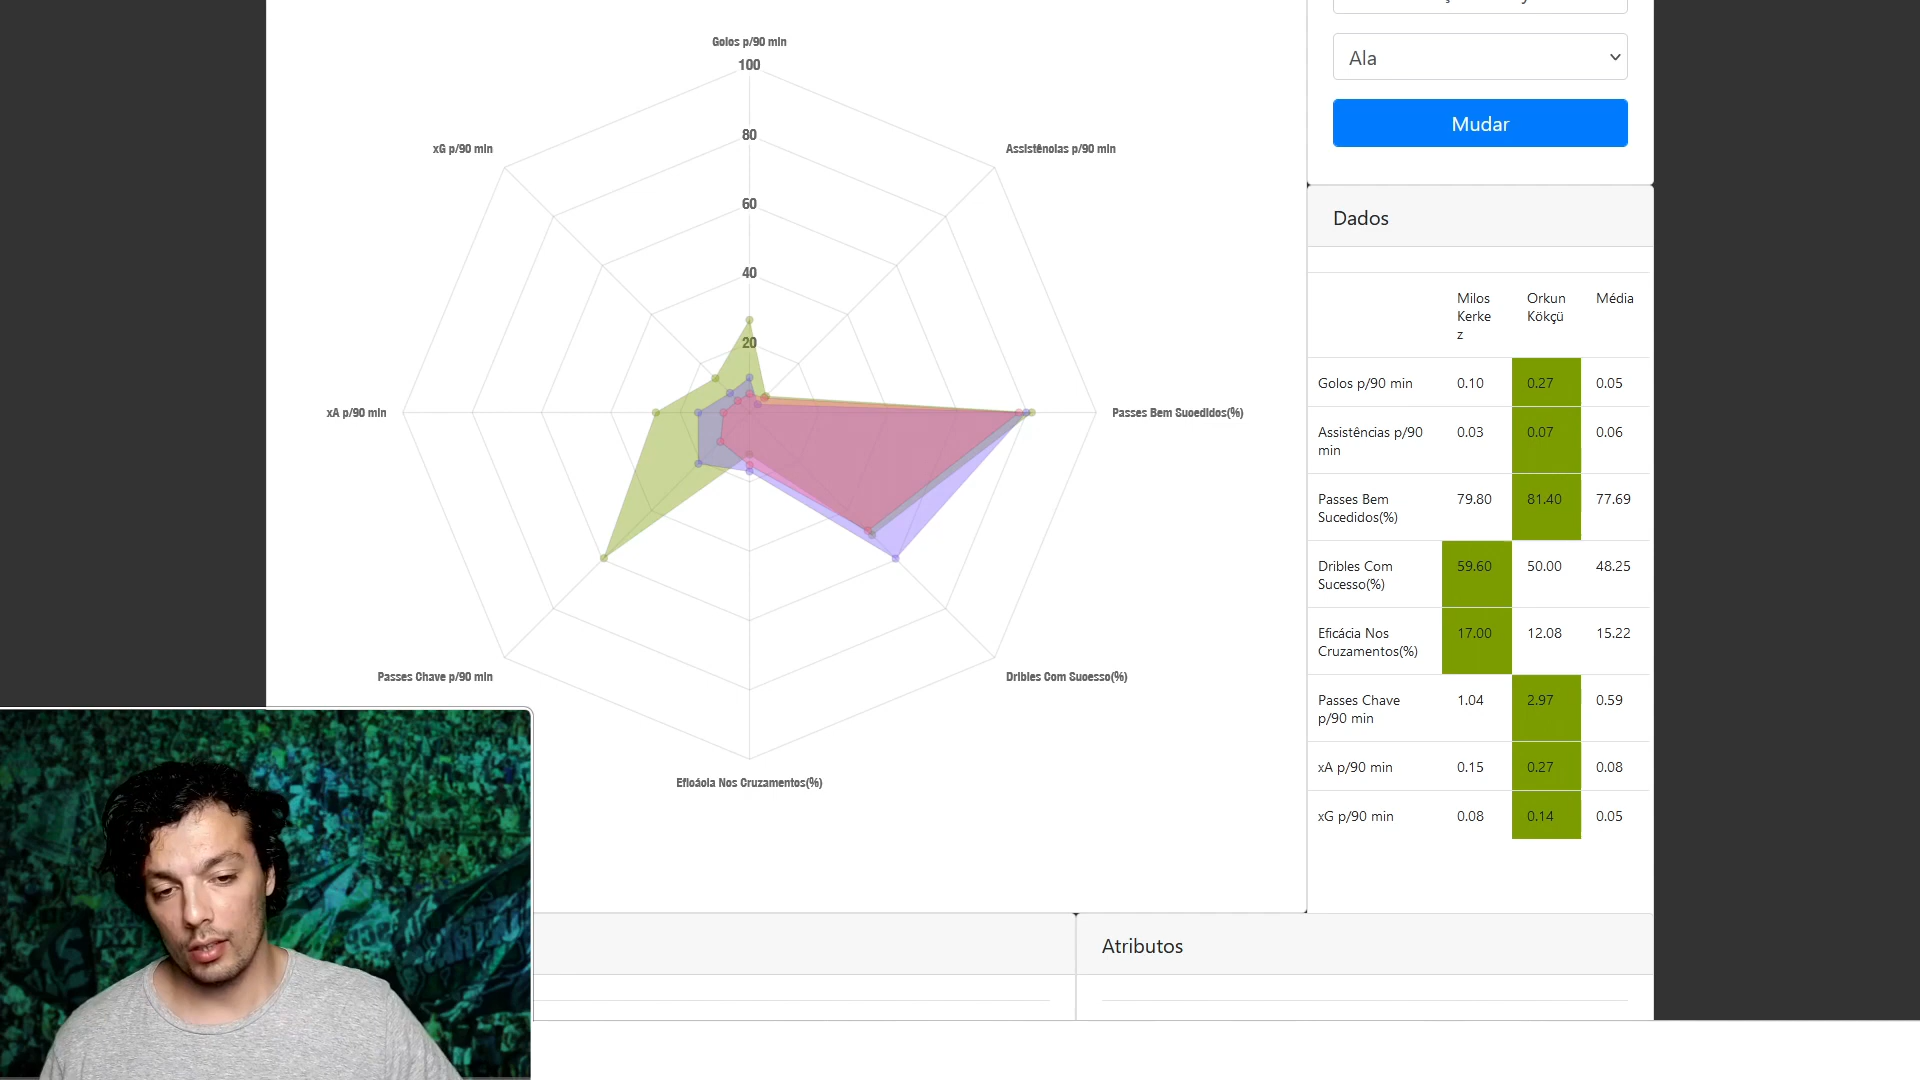 Ala
Mudar
Golos p/90 min
100
80
60
40
20
xG p/90 min
Assistências p/90 min
xA p/90 min
Passes Bem Sucedidos(%)
Passes Chave p/90 min
Dribles Com Sucesso(%)
Eficácia Nos Cruzamentos(%)
Dados
Milos Orkun Média
Kerke Kökçü
z
Golos p/90 min 0.10 0.27 0.05
Assistências p/90 0.03 0.07 0.06
min
Passes Bem 79.80 81.40 77.69
Sucedidos(%)
Dribles Com 59.60 50.00 48.25
Sucesso(%)
Eficácia Nos 17.00 12.08 15.22
Cruzamentos(%)
Passes Chave 1.04 2.97 0.59
p/90 min
xA p/90 min 0.15 0.27 0.08
xG p/90 min 0.08 0.14 0.05
Atributos